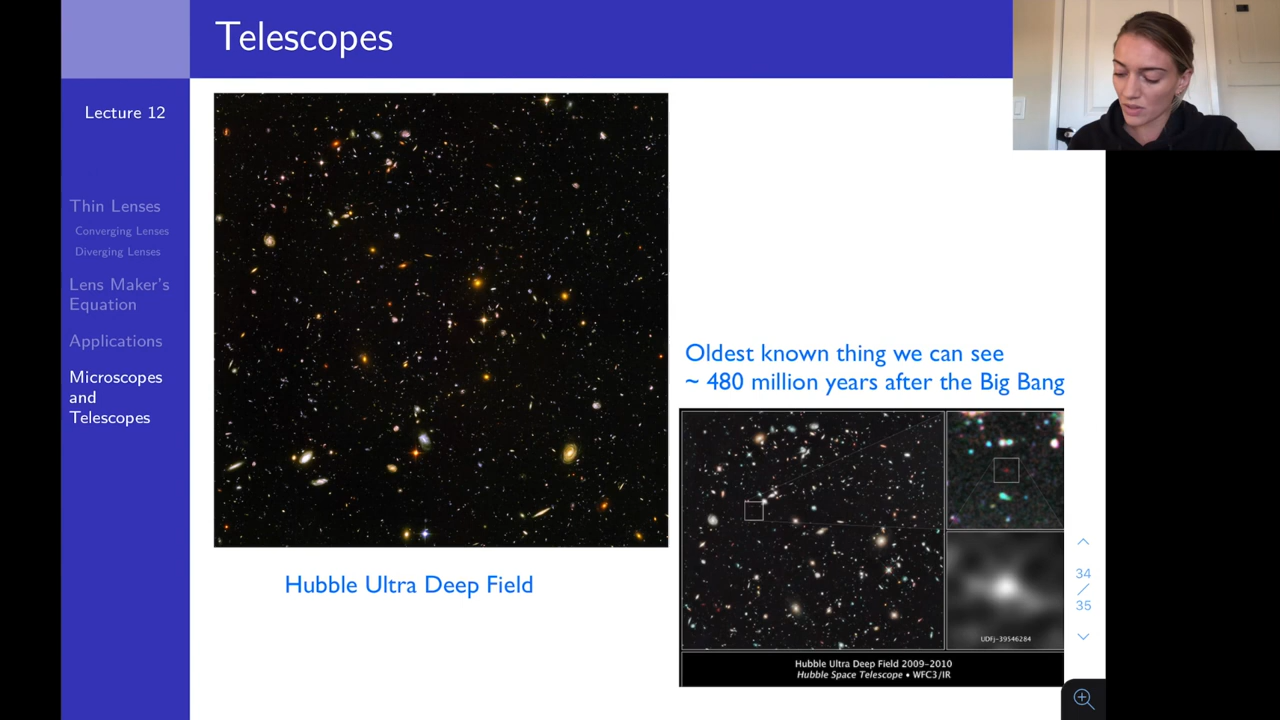 Telescopes
Lecture 12
Thin Lenses
Converging Lenses
Diverging Lenses
Lens Maker's
Equation
Applications
Microscopes
and
Telescopes
Hubble Ultra Deep Field
Oldest known thing we can see
~ 480 million years after the Big Bang
UDFj-39546284
Hubble Ultra Deep Field 2009–2010
Hubble Space Telescope • WFC3/IR
34
/
35